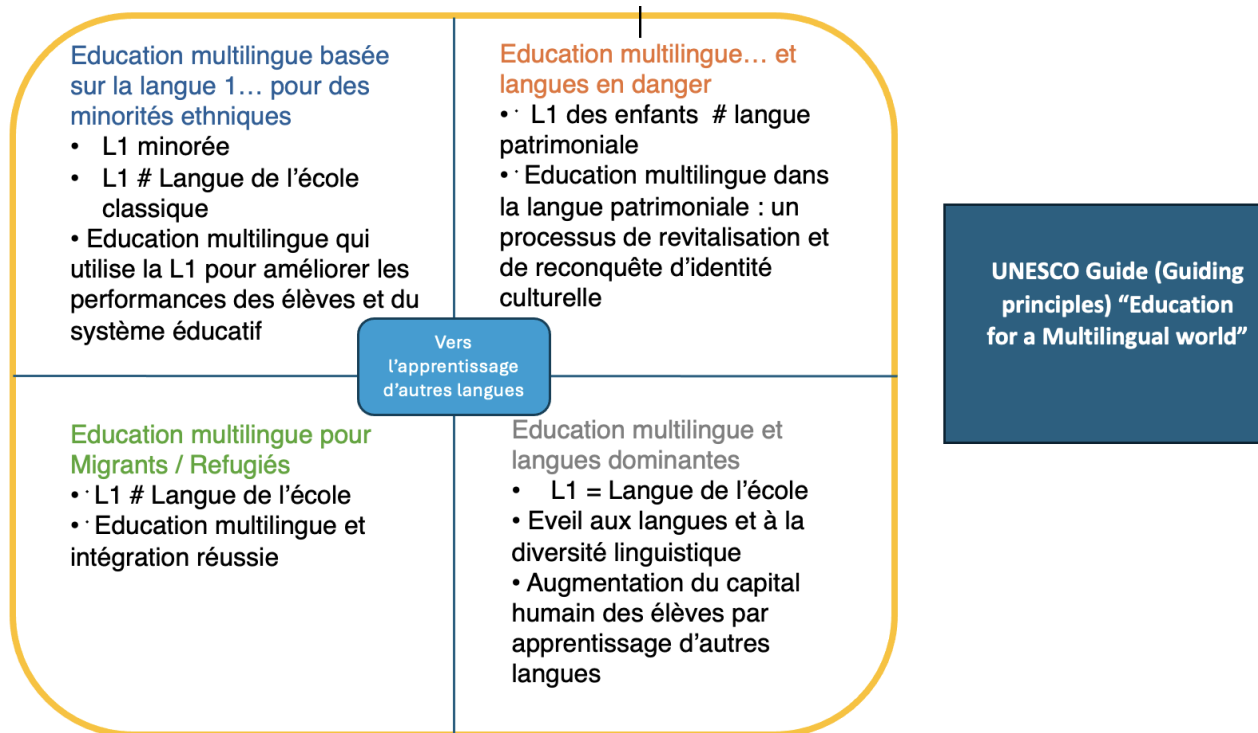 Education multilingue basée
sur la langue 1… pour des
minorités ethniques
• L1 minorée
• L1 # Langue de l’école
classique
• Education multilingue qui
utilise la L1 pour améliorer les
performances des élèves et du
système éducatif
Education multilingue… et
langues en danger
• · L1 des enfants # langue
patrimoniale
• · Education multilingue dans
la langue patrimoniale : un
processus de revitalisation et
de reconquête d’identité
culturelle
Vers
l’apprentissage
d’autres langues
Education multilingue pour
Migrants / Refugiés
• · L1 # Langue de l’école
• · Education multilingue et
intégration réussie
Education multilingue et
langues dominantes
• L1 = Langue de l’école
• Eveil aux langues et à la
diversité linguistique
• Augmentation du capital
humain des élèves par
apprentissage d’autres
langues
UNESCO Guide (Guiding
principles) “Education
for a Multilingual world”